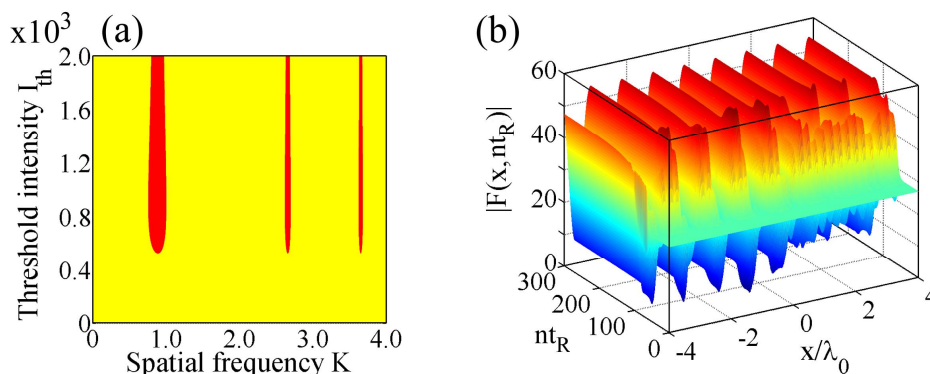 (a)
x10³
Threshold intensity I_th
2.0
1.6
1.2
0.8
0.4
0
0 1.0 2.0 3.0 4.0
Spatial frequency K
(b)
|F(x, nt_R)|
60
40
20
0
300
200
100
0
nt_R
-4 -2 0 2 4
x/λ₀